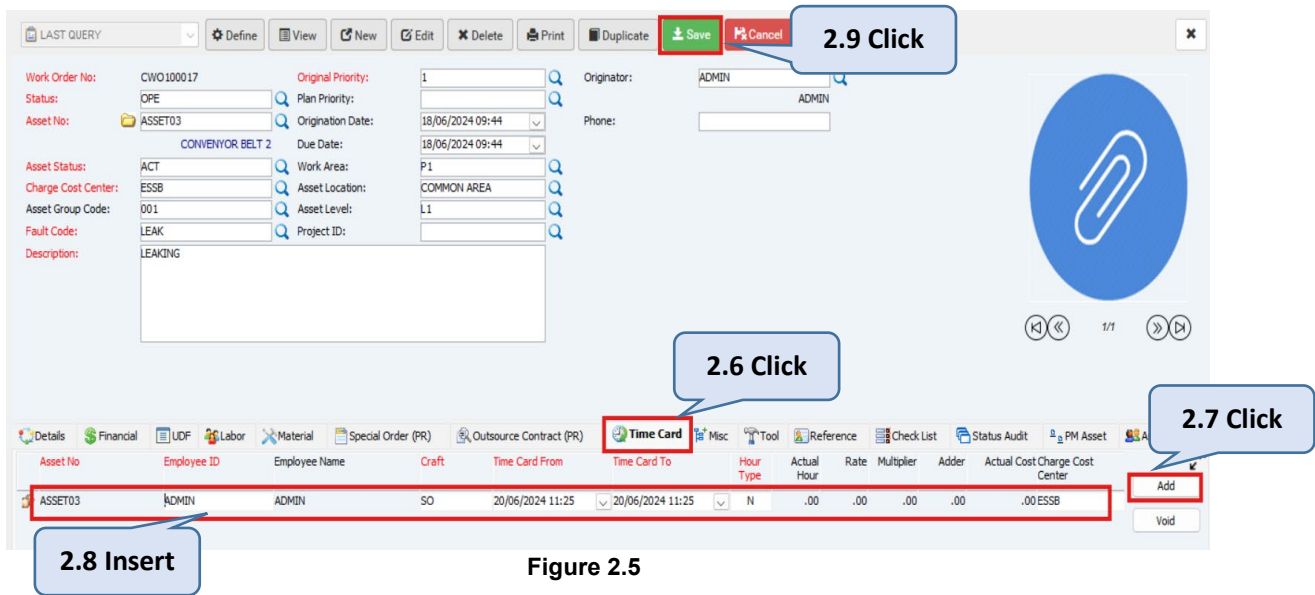 LAST QUERY Define View New Edit Delete Print Duplicate Save Cancel 2.9 Click
Work Order No: CWO100017 Original Priority: 1 Originator: ADMIN
Status: OPE Plan Priority: ADMIN
Asset No: ASSET03 Origination Date: 18/06/2024 09:44 Phone:
CONVENYOR BELT 2 Due Date: 18/06/2024 09:44
Asset Status: ACT Work Area: P1
Charge Cost Center: ESSB Asset Location: COMMON AREA
Asset Group Code: 001 Asset Level: L1
Fault Code: LEAK Project ID:
Description: LEAKING
1/1
2.6 Click
2.7 Click
Details Financial UDF Labor Material Special Order (PR) Outsource Contract (PR) Time Card Misc Tool Reference Check List Status Audit PM Asset A
Asset No Employee ID Employee Name Craft Time Card From Time Card To Hour Type Actual Hour Rate Multiplier Adder Actual Cost Charge Cost Center
Add
ASSET03 ADMIN ADMIN SO 20/06/2024 11:25 20/06/2024 11:25 N .00 .00 .00 .00 .00 ESSB
Void
2.8 Insert
Figure 2.5